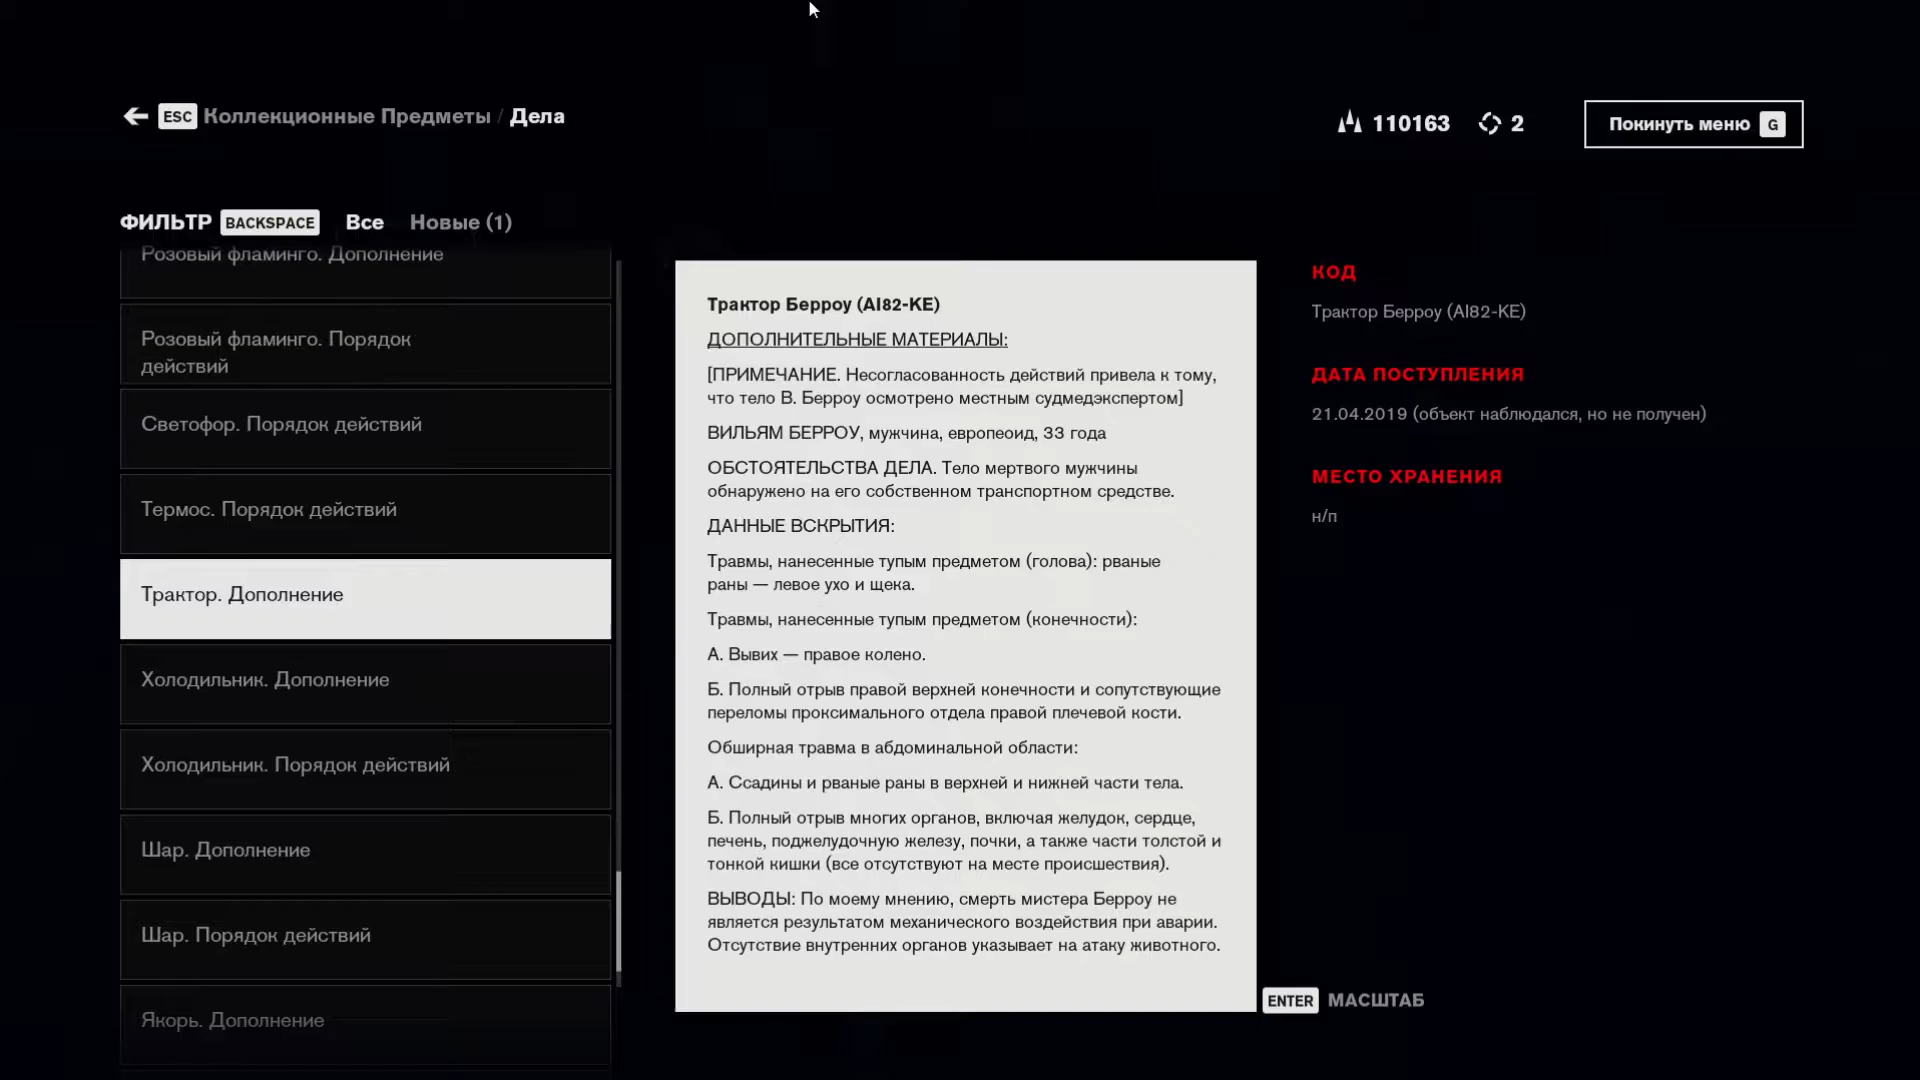 ESC Коллекционные Предметы / Дела
110163 2 Покинуть меню G
ФИЛЬТР BACKSPACE Все Новые (1)
Розовый фламинго. Дополнение
Розовый фламинго. Порядок
действий
Светофор. Порядок действий
Термос. Порядок действий
Трактор. Дополнение
Холодильник. Дополнение
Холодильник. Порядок действий
Шар. Дополнение
Шар. Порядок действий
Якорь. Дополнение
Трактор Берроу (AI82-KE)
ДОПОЛНИТЕЛЬНЫЕ МАТЕРИАЛЫ:
[ПРИМЕЧАНИЕ. Несогласованность действий привела к тому,
что тело В. Берроу осмотрено местным судмедэкспертом]
ВИЛЬЯМ БЕРРОУ, мужчина, европеоид, 33 года
ОБСТОЯТЕЛЬСТВА ДЕЛА. Тело мертвого мужчины
обнаружено на его собственном транспортном средстве.
ДАННЫЕ ВСКРЫТИЯ:
Травмы, нанесенные тупым предметом (голова): рваные
раны — левое ухо и щека.
Травмы, нанесенные тупым предметом (конечности):
А. Вывих — правое колено.
Б. Полный отрыв правой верхней конечности и сопутствующие
переломы проксимального отдела правой плечевой кости.
Обширная травма в абдоминальной области:
А. Ссадины и рваные раны в верхней и нижней части тела.
Б. Полный отрыв многих органов, включая желудок, сердце,
печень, поджелудочную железу, почки, а также части толстой и
тонкой кишки (все отсутствуют на месте происшествия).
ВЫВОДЫ: По моему мнению, смерть мистера Берроу не
является результатом механического воздействия при аварии.
Отсутствие внутренних органов указывает на атаку животного.
КОД
Трактор Берроу (AI82-KE)
ДАТА ПОСТУПЛЕНИЯ
21.04.2019 (объект наблюдался, но не получен)
МЕСТО ХРАНЕНИЯ
н/п
ENTER МАСШТАБ